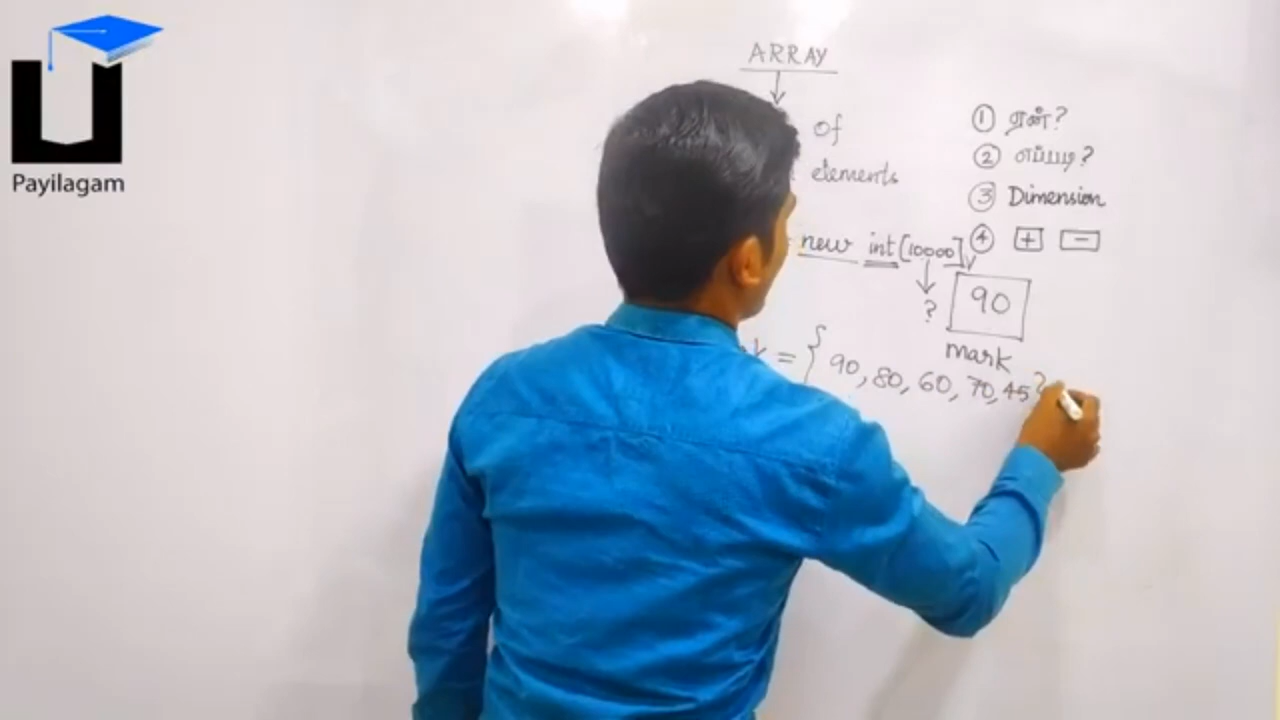 Payilagam
ARRAY
of
elements
= new int [10000]
?
90
mark
= { 90, 80, 60, 70, 45 }
① ஏன்?
② எப்படி?
③ Dimension
④ + -